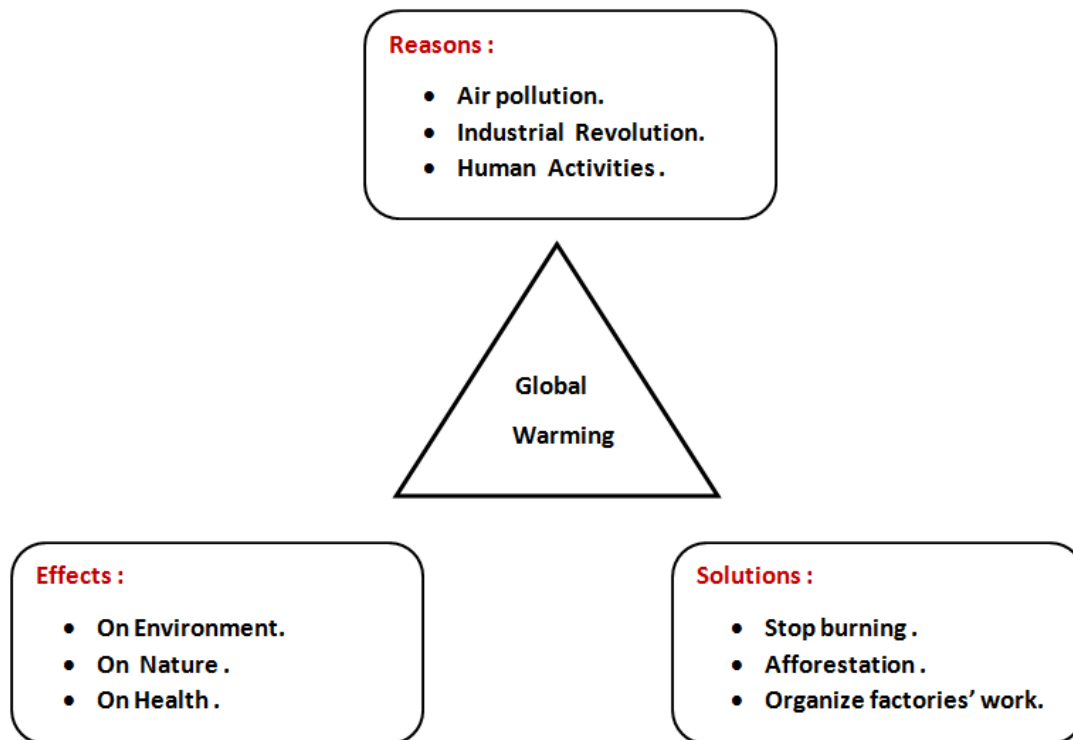 Reasons :
• Air pollution.
• Industrial Revolution.
• Human Activities .
Global
Warming
Effects :
• On Environment.
• On Nature .
• On Health .
Solutions :
• Stop burning .
• Afforestation .
• Organize factories’ work.